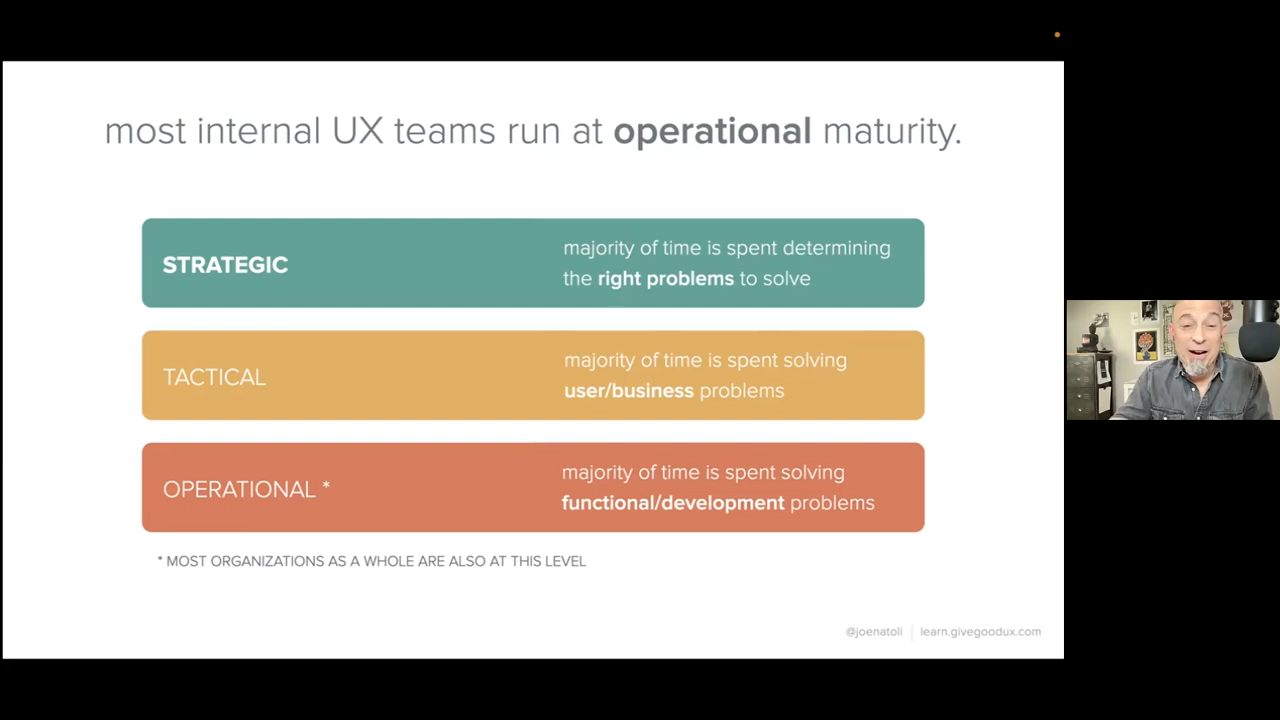 most internal UX teams run at operational maturity.
STRATEGIC
majority of time is spent determining
the right problems to solve
TACTICAL
majority of time is spent solving
user/business problems
OPERATIONAL *
majority of time is spent solving
functional/development problems
* MOST ORGANIZATIONS AS A WHOLE ARE ALSO AT THIS LEVEL
@joenatoli
learn.givegoodux.com